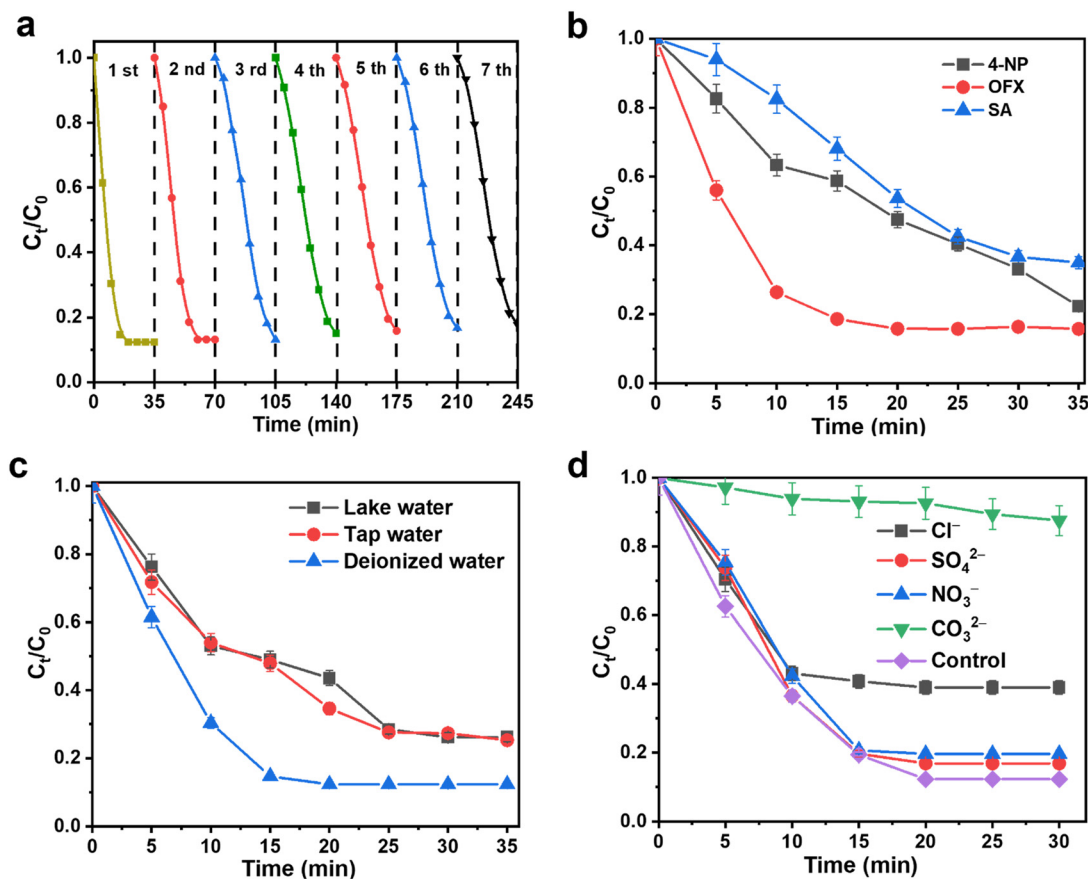 a
1 st 2 nd 3 rd 4 th 5 th 6 th 7 th
1.0
0.8
0.6
0.4
0.2
0.0
Cₜ/C₀
0 35 70 105 140 175 210 245
Time (min)
b
4-NP
OFX
SA
1.0
0.8
0.6
0.4
0.2
0.0
Cₜ/C₀
0 5 10 15 20 25 30 35
Time (min)
c
Lake water
Tap water
Deionized water
1.0
0.8
0.6
0.4
0.2
0.0
Cₜ/C₀
0 5 10 15 20 25 30 35
Time (min)
d
Cl⁻
SO₄²⁻
NO₃⁻
CO₃²⁻
Control
1.0
0.8
0.6
0.4
0.2
0.0
Cₜ/C₀
0 5 10 15 20 25 30
Time (min)